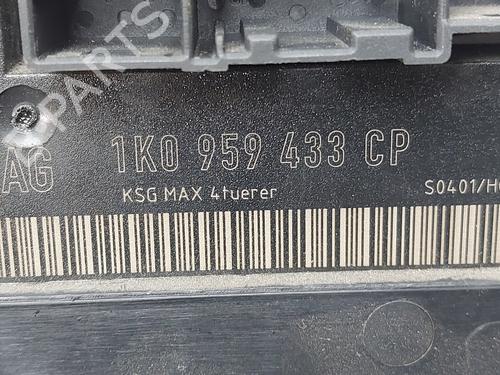 B-PARTS
AG 1K0 959 433 CP
KSG MAX 4tuerer S0401/H